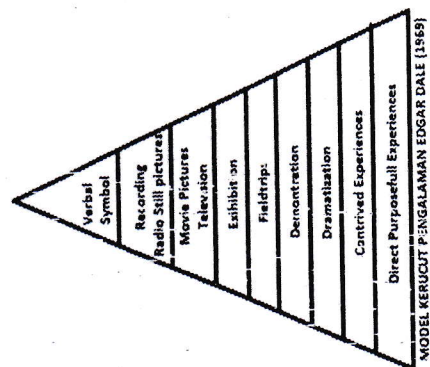 Verbal
Symbol
Recording
Radio Still pictures
Movie Pictures
Television
Exihibition
Fieldtrips
Demontration
Dramatization
Contrived Experiences
Direct Purposefull Experiences
MODEL KERUCUT PENGALAMAN EDGAR DALE (1969)